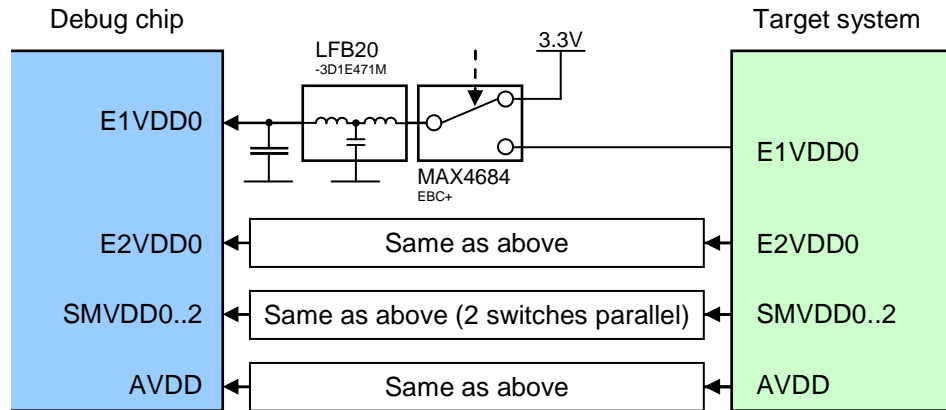 Debug chip
Target system
LFB20
-3D1E471M
3.3V
E1VDD0
MAX4684
EBC+
E1VDD0
E2VDD0
Same as above
E2VDD0
SMVDD0..2
Same as above (2 switches parallel)
SMVDD0..2
AVDD
Same as above
AVDD